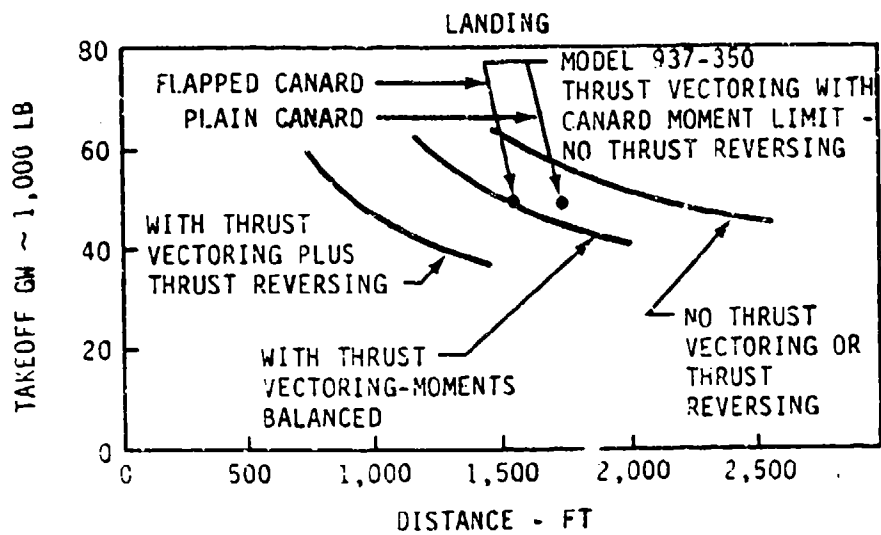 LANDING
TAKEOFF GW ~ 1,000 LB
80
60
40
20
0
FLAPPED CANARD
PLAIN CANARD
MODEL 937-350
THRUST VECTORING WITH
CANARD MOMENT LIMIT -
NO THRUST REVERSING
WITH THRUST
VECTORING PLUS
THRUST REVERSING
WITH THRUST
VECTORING-MOMENTS
BALANCED
NO THRUST
VECTORING OR
THRUST
REVERSING
0 500 1,000 1,500 2,000 2,500
DISTANCE - FT